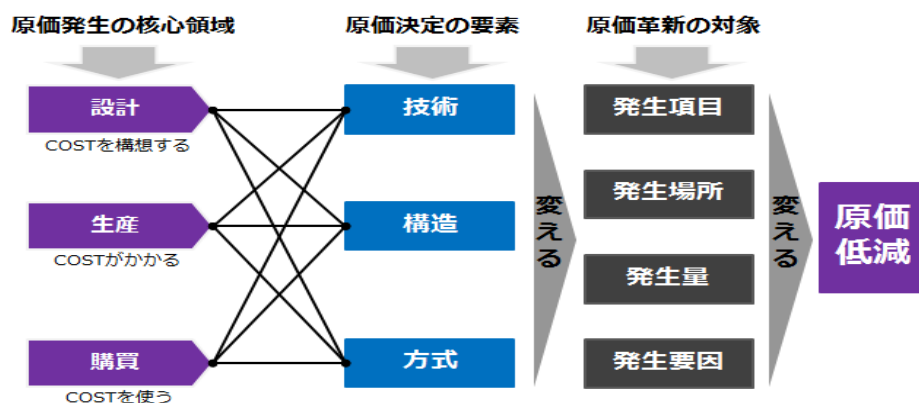 原価発生の核心領域
原価決定の要素
原価革新の対象
設計
COSTを構想する
生産
COSTがかかる
購買
COSTを使う
技術
構造
方式
変える
発生項目
発生場所
発生量
発生要因
変える
原価
低減